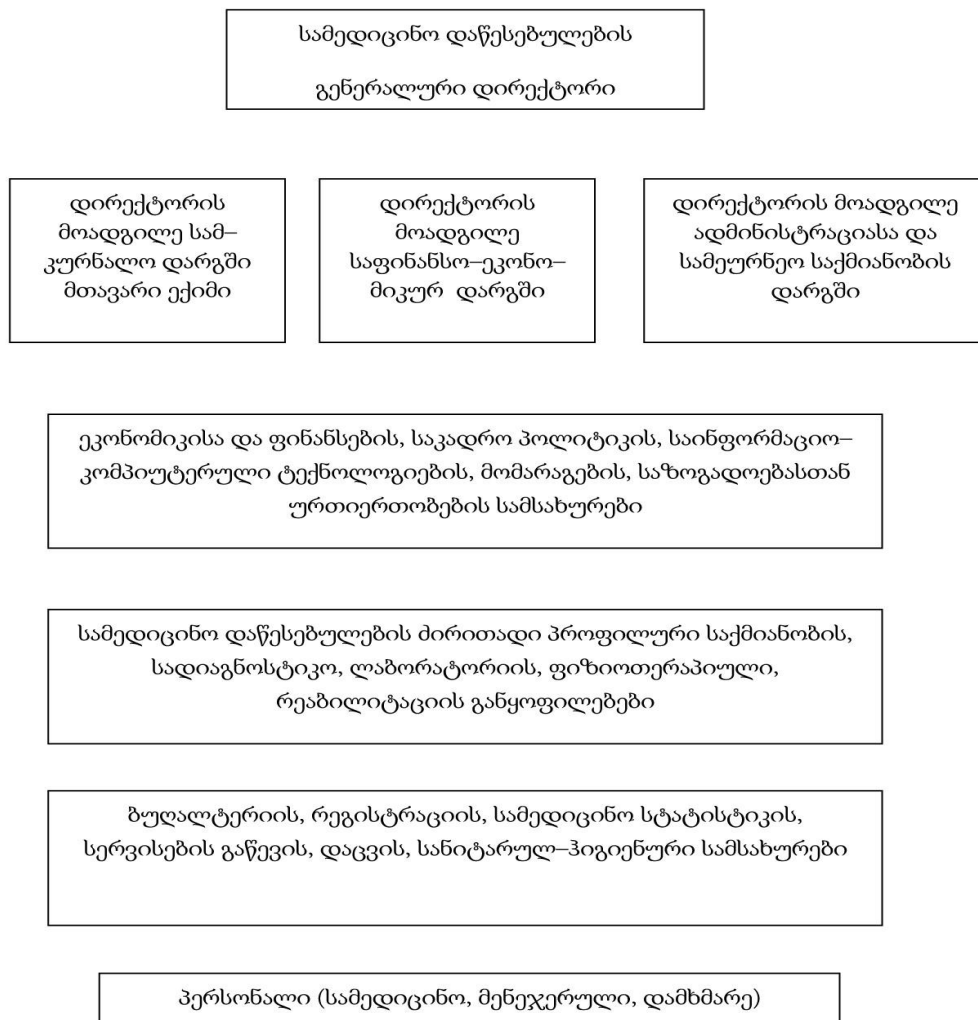 სამედიცინო დაწესებულების
გენერალური დირექტორი
დირექტორის
მოადგილე სამ–
კურნალო დარგში
მთავარი ექიმი
დირექტორის
მოადგილე
საფინანსო–ეკონო–
მიკურ დარგში
დირექტორის მოადგილე
ადმინისტრაციასა და
სამეურნეო საქმიანობის
დარგში
ეკონომიკისა და ფინანსების, საკადრო პოლიტიკის, საინფორმაციო–
კომპიუტერული ტექნოლოგიების, მომარაგების, საზოგადოებასთან
ურთიერთობების სამსახურები
სამედიცინო დაწესებულების ძირითადი პროფილური საქმიანობის,
სადიაგნოსტიკო, ლაბორატორიის, ფიზიოთერაპიული,
რეაბილიტაციის განყოფილებები
ბუღალტერიის, რეგისტრაციის, სამედიცინო სტატისტიკის,
სერვისების გაწევის, დაცვის, სანიტარულ–ჰიგიენური სამსახურები
პერსონალი (სამედიცინო, მენეჯერული, დამხმარე)